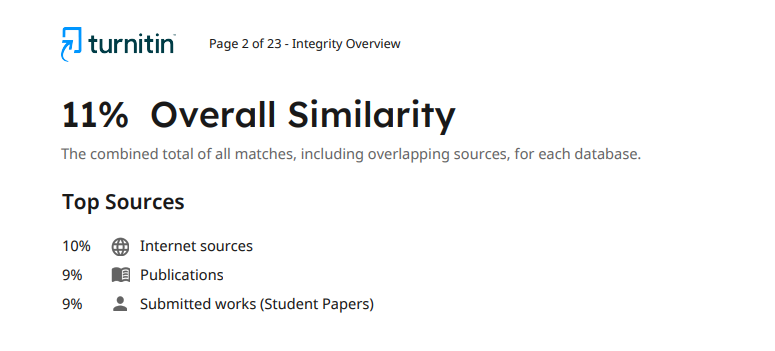 turnitin Page 2 of 23 - Integrity Overview
11% Overall Similarity
The combined total of all matches, including overlapping sources, for each database.
Top Sources
10% Internet sources
9% Publications
9% Submitted works (Student Papers)